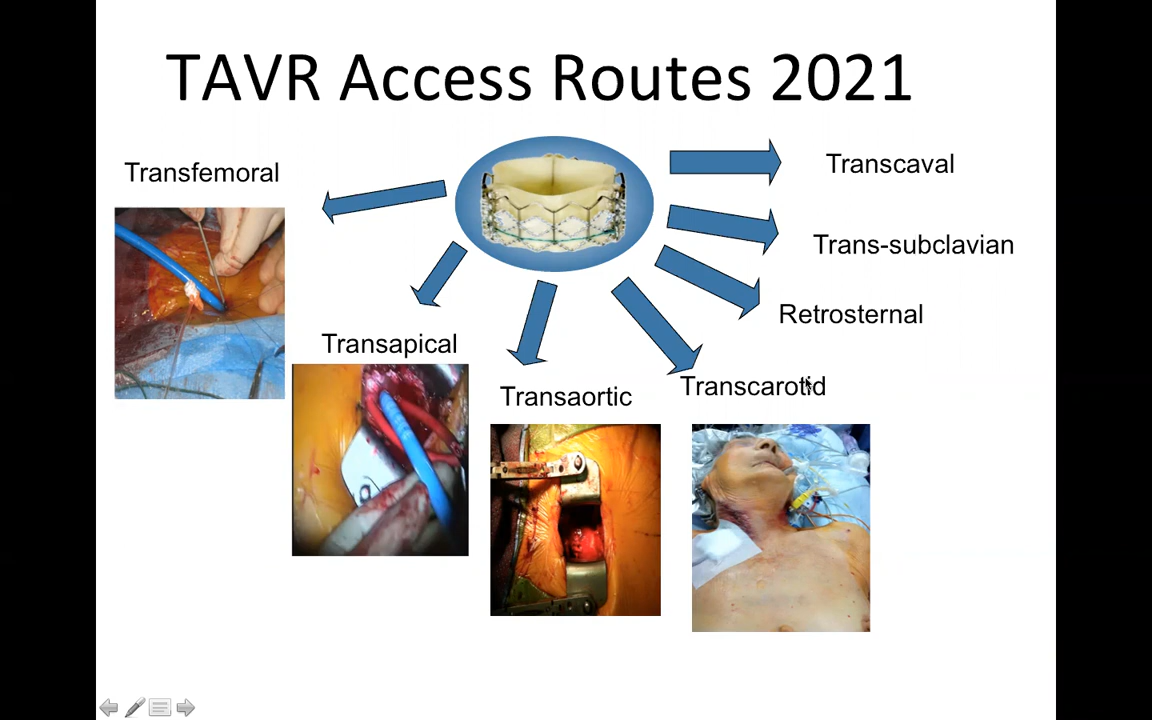 TAVR Access Routes 2021
Transfemoral
Transcaval
Trans-subclavian
Retrosternal
Transapical
Transaortic
Transcarotid